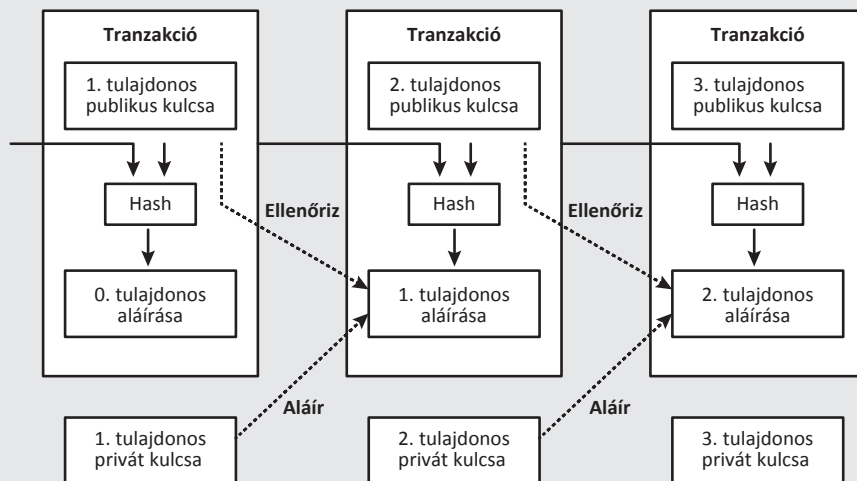 Tranzakció
Tranzakció
Tranzakció
1. tulajdonos
publikus kulcsa
2. tulajdonos
publikus kulcsa
3. tulajdonos
publikus kulcsa
Hash
Ellenőriz
Hash
Ellenőriz
Hash
0. tulajdonos
aláírása
1. tulajdonos
aláírása
2. tulajdonos
aláírása
Aláír
Aláír
1. tulajdonos
privát kulcsa
2. tulajdonos
privát kulcsa
3. tulajdonos
privát kulcsa